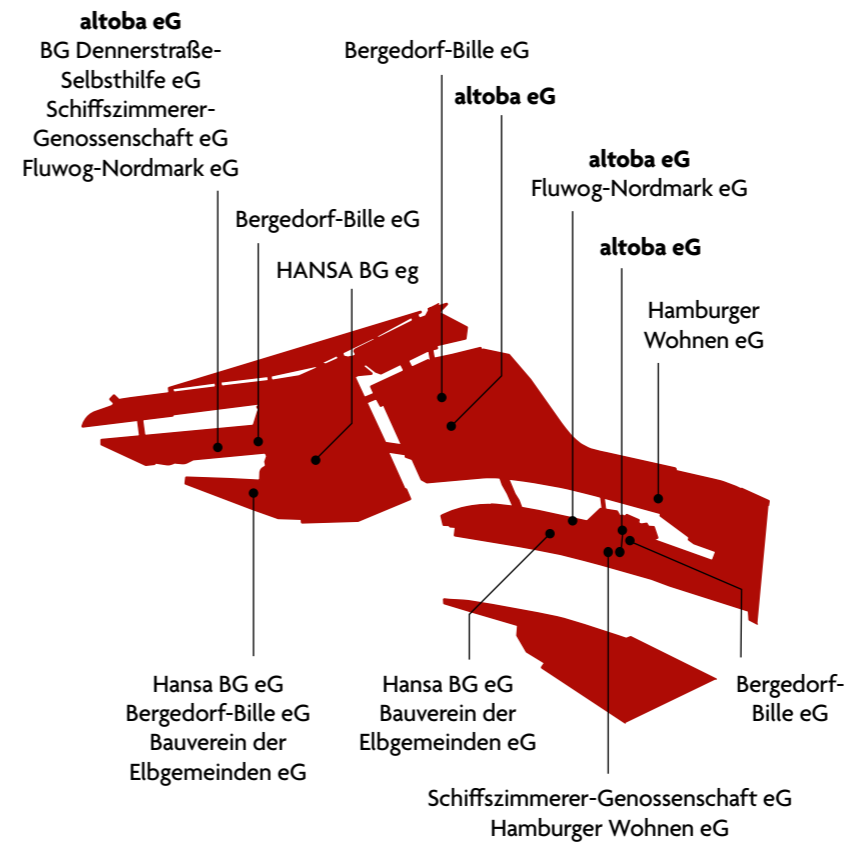 altoba eG
BG Dennerstraße-
Selbsthilfe eG
Schiffszimmerer-
Genossenschaft eG
Fluwog-Nordmark eG
Bergedorf-Bille eG
altoba eG
altoba eG
Fluwog-Nordmark eG
Bergedorf-Bille eG
altoba eG
HANSA BG eg
Hamburger
Wohnen eG
Hansa BG eG
Bergedorf-Bille eG
Bauverein der
Elbgemeinden eG
Hansa BG eG
Bauverein der
Elbgemeinden eG
Bergedorf-
Bille eG
Schiffszimmerer-Genossenschaft eG
Hamburger Wohnen eG